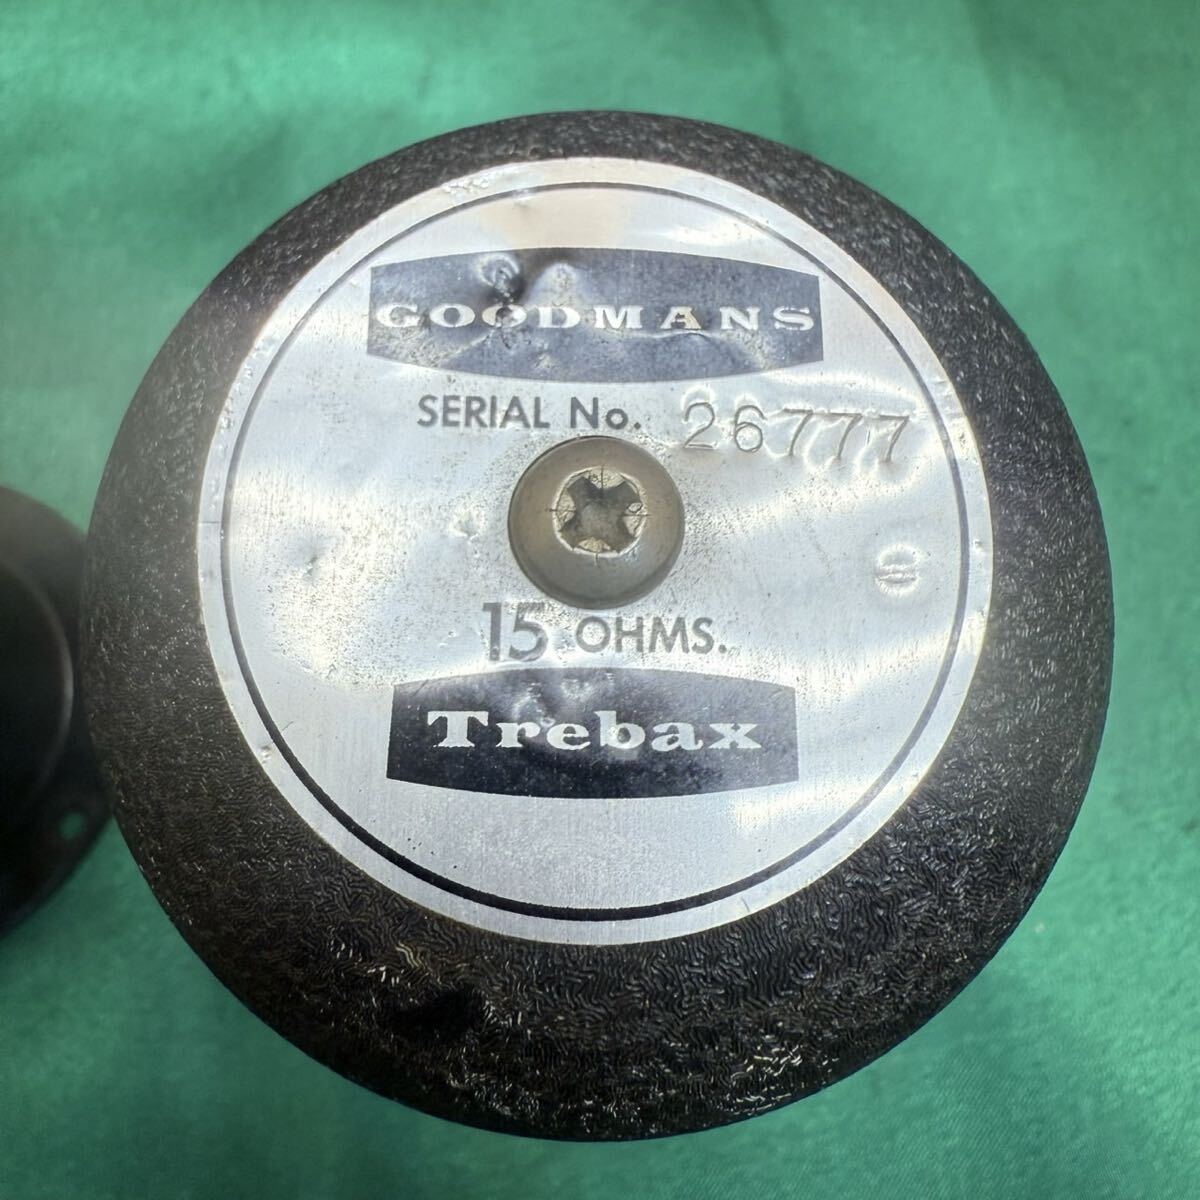 GOODMANS
SERIAL No. 26777
15 OHMS.
Trebax